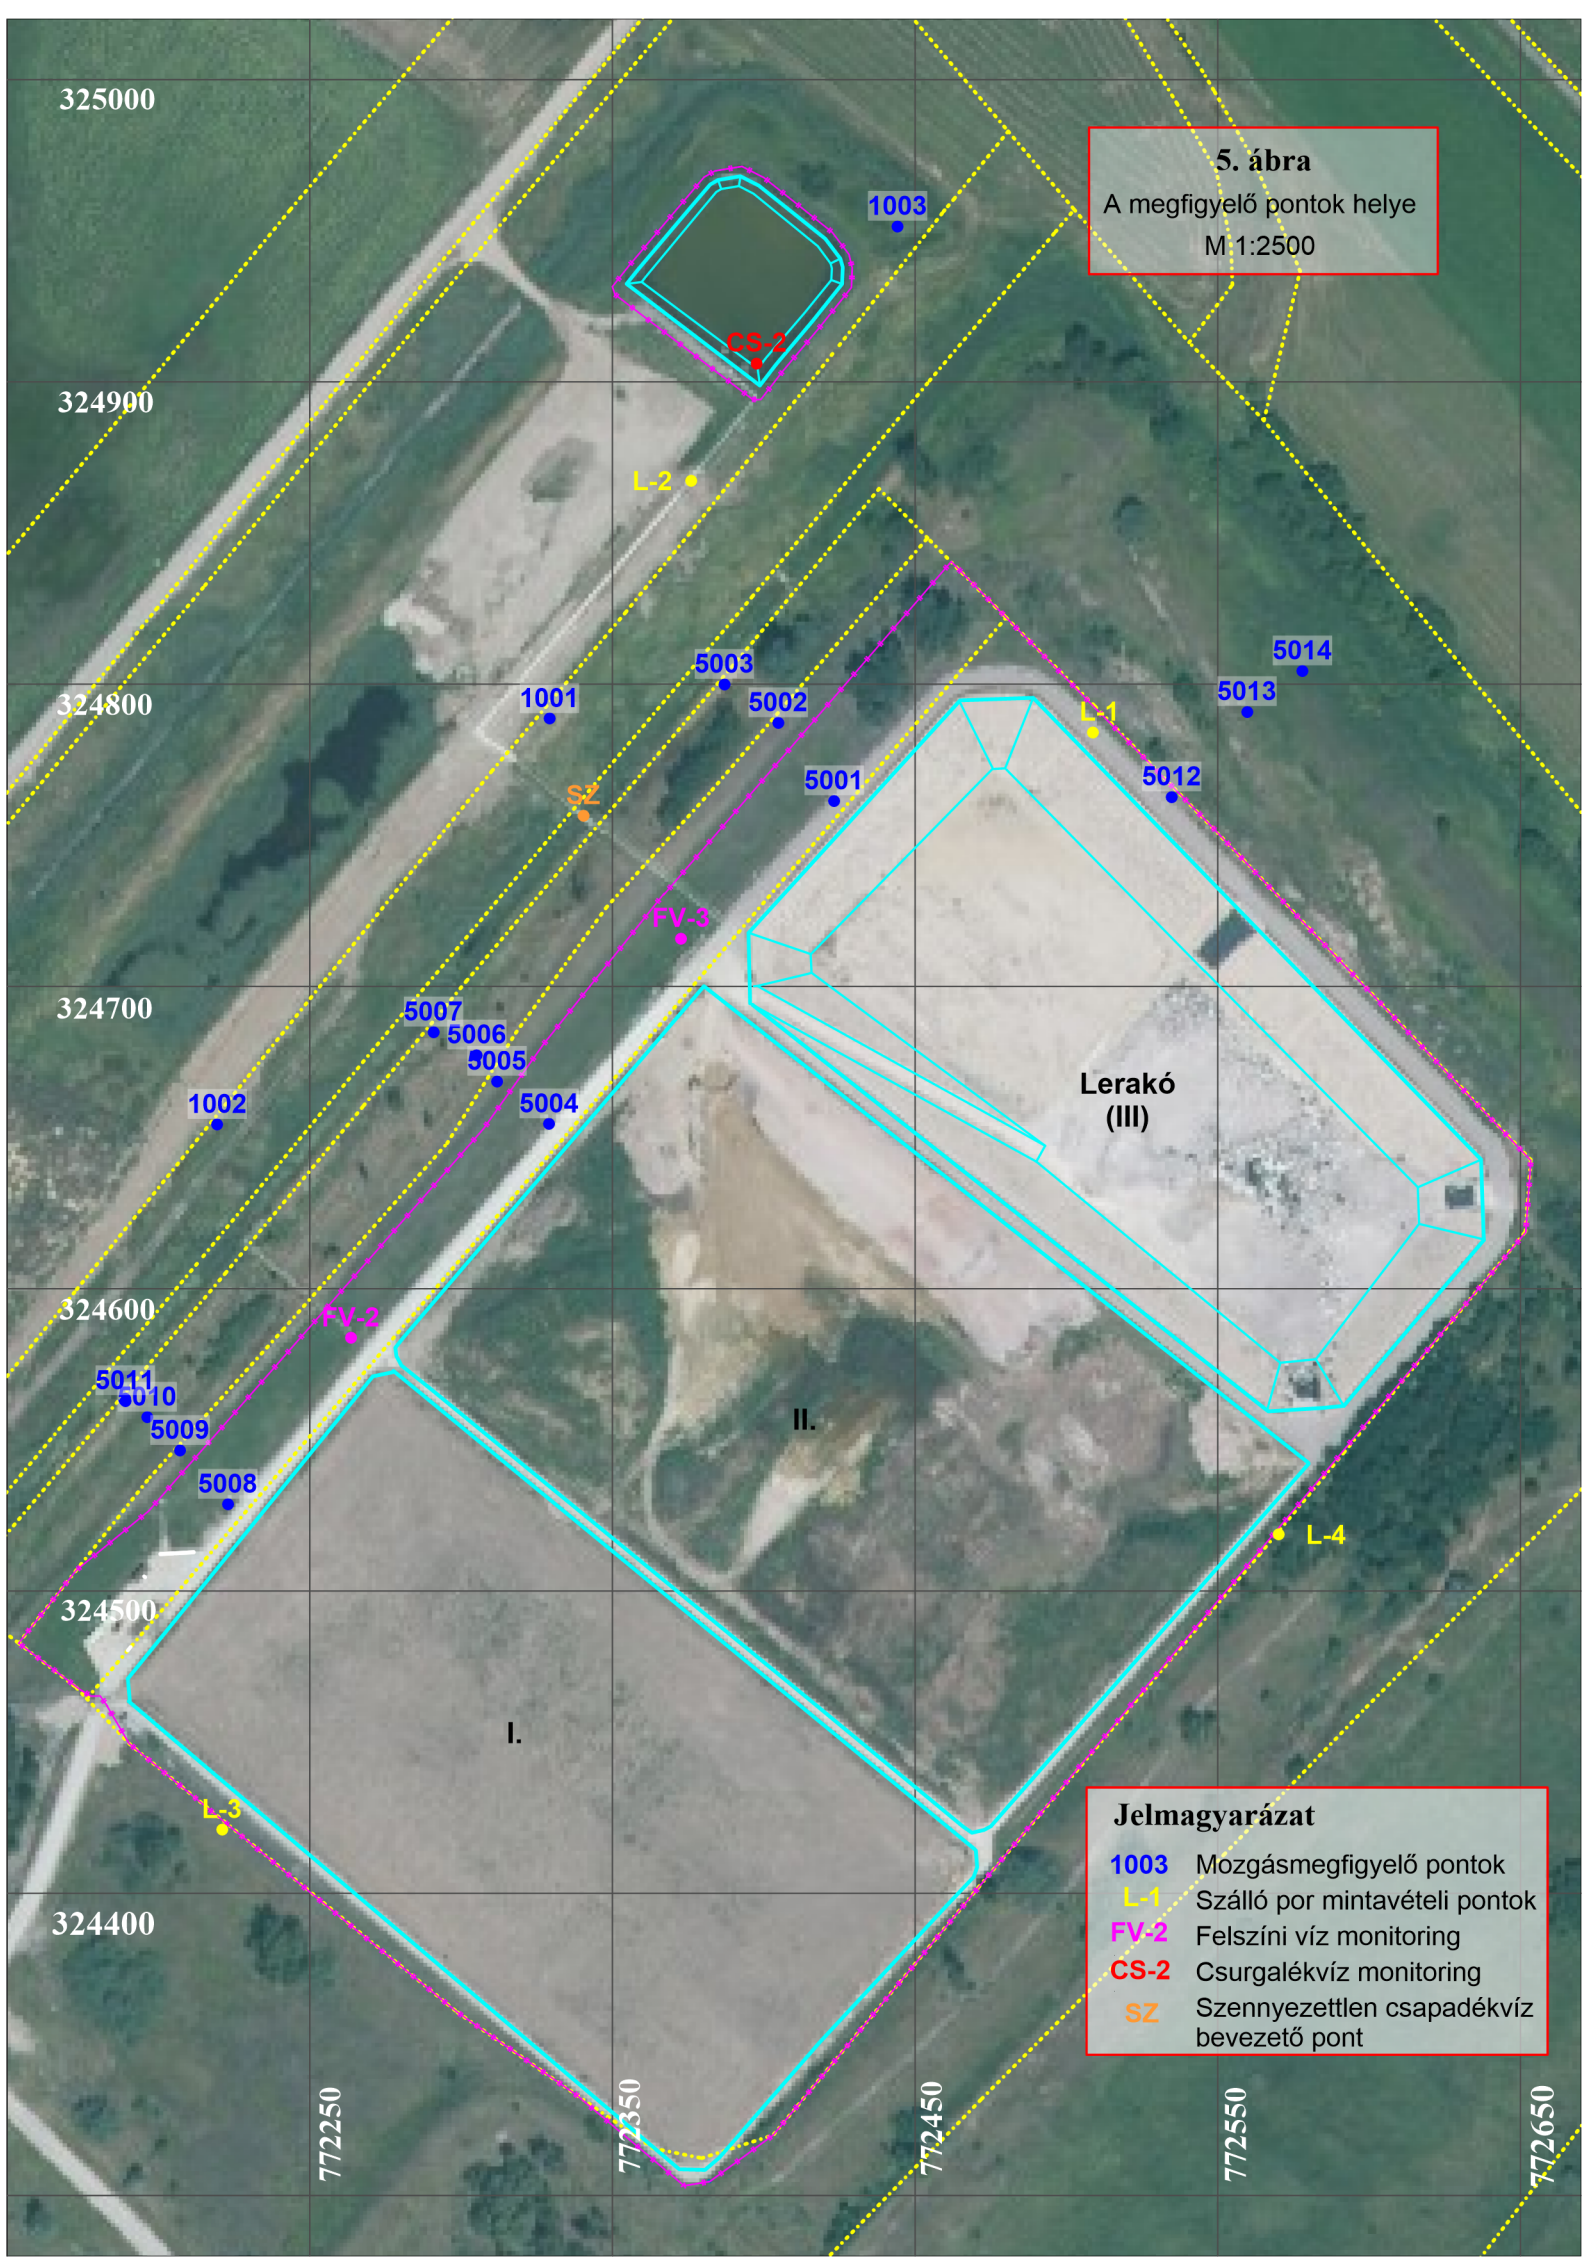 325000
5. ábra
A megfigyelő pontok helye
M 1:2500
1003
CS-2
324900
L-2
5003
5014
1001
5002
5013
324800
L-1
5012
5001
SZ
FV-3
324700
5007
5006
5005
Lerakó
(III)
1002
5004
324600
FV-2
5011
5010
5009
II.
5008
L-4
324500
I.
L-3
Jelmagyarázat
1003 Mozgásmegfigyelő pontok
L-1 Szálló por mintavételi pontok
FV-2 Felszíni víz monitoring
CS-2 Csurgalékvíz monitoring
SZ Szennyezettlen csapadékvíz
bevezető pont
324400
772250
772350
772450
772550
772650